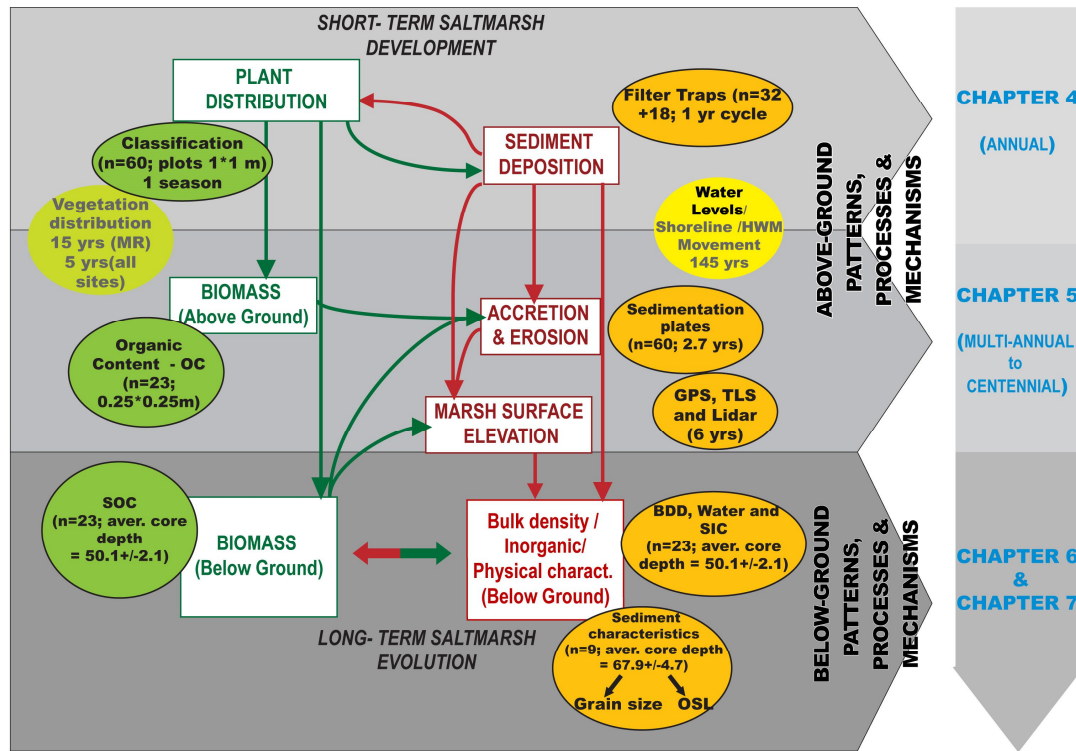 SHORT- TERM SALTMARSH
DEVELOPMENT
PLANT
DISTRIBUTION
Filter Traps (n=32
+18; 1 yr cycle
CHAPTER 4
(ANNUAL)
Classification
(n=60; plots 1*1 m)
1 season
SEDIMENT
DEPOSITION
Vegetation
distribution
15 yrs (MR)
5 yrs(all
sites)
Water
Levels/
Shoreline /HWM
Movement
145 yrs
ABOVE-GROUND
PATTERNS,
PROCESSES &
MECHANISMS
BIOMASS
(Above Ground)
ACCRETION
& EROSION
Sedimentation
plates
(n=60; 2.7 yrs)
CHAPTER 5
(MULTI-ANNUAL
to
CENTENNIAL)
Organic
Content - OC
(n=23;
0.25*0.25m)
MARSH SURFACE
ELEVATION
GPS, TLS
and Lidar
(6 yrs)
SOC
(n=23; aver. core
depth
= 50.1+/-2.1)
BIOMASS
(Below Ground)
Bulk density /
Inorganic/
Physical charact.
(Below Ground)
BDD, Water and
SIC
(n=23; aver. core
depth = 50.1+/-2.1)
BELOW-GROUND
PATTERNS,
PROCESSES &
MECHANISMS
CHAPTER 6
&
CHAPTER 7
LONG- TERM SALTMARSH
EVOLUTION
Sediment
characteristics
(n=9; aver. core depth
= 67.9+/-4.7)
Grain size OSL